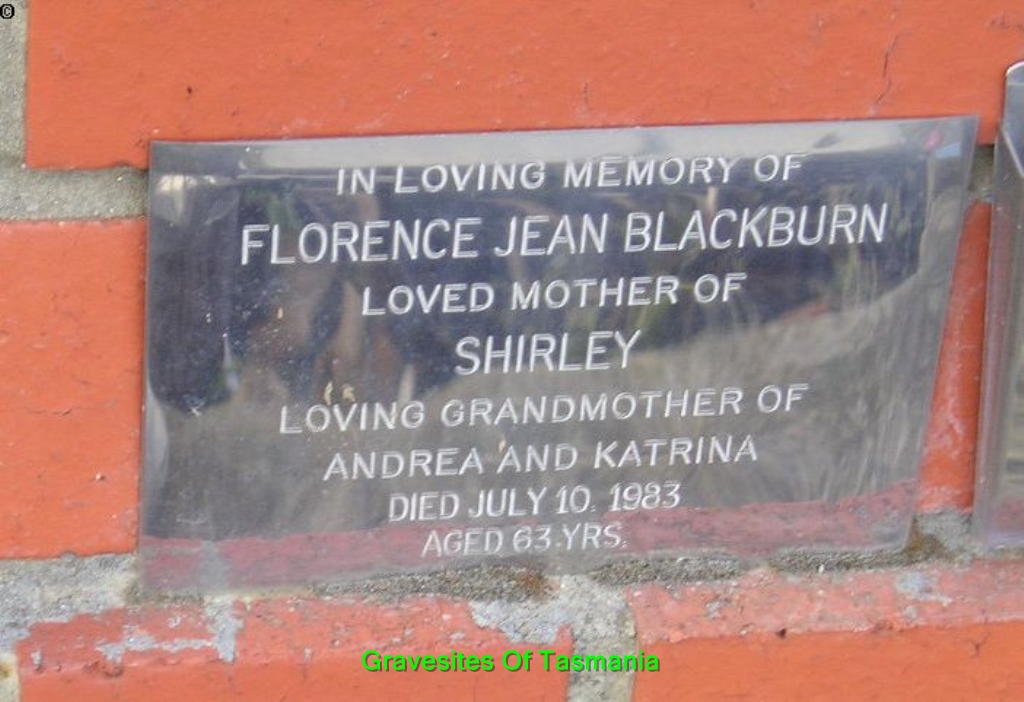 ©
IN LOVING MEMORY OF
FLORENCE JEAN BLACKBURN
LOVED MOTHER OF
SHIRLEY
LOVING GRANDMOTHER OF
ANDREA AND KATRINA
DIED JULY 10. 1983
AGED 63.YRS.
Gravesites Of Tasmania